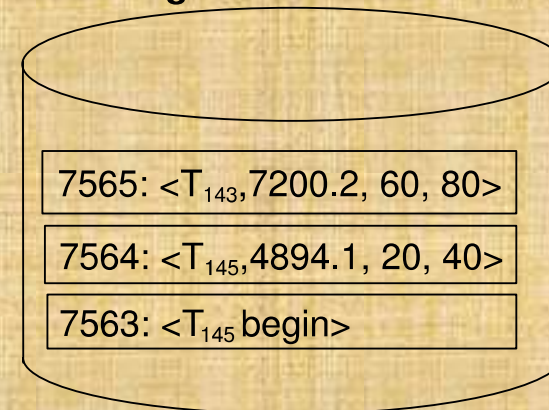 7565: <T₁₄₃,7200.2, 60, 80>
7564: <T₁₄₅,4894.1, 20, 40>
7563: <T₁₄₅ begin>